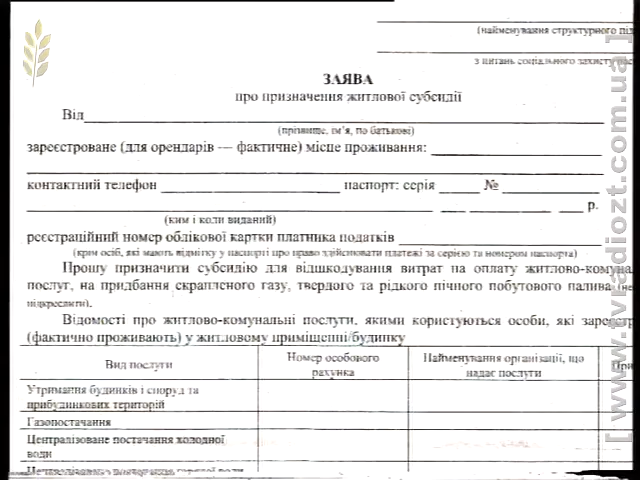 (найменування структурного під
з питань соціального захисту нас
ЗАЯВА
про призначення житлової субсидії
Від
(прізвище, ім'я, по батькові)
зареєстроване (для орендарів — фактичне) місце проживання:
контактний телефон паспорт: серія №
р.
(ким і коли виданий)
реєстраційний номер облікової картки платника податків
(крім осіб, які мають відмітку у паспорті про право здійснювати платежі за серією та номером паспорта)
Прошу призначити субсидію для відшкодування витрат на оплату житлово-комуна
послуг, на придбання скрапленого газу, твердого та рідкого пічного побутового палива (не
підкреслити).
Відомості про житлово-комунальні послуги, якими користуються особи, які зареєстр
(фактично проживають) у житловому приміщенні/будинку
Вид послуги
Номер особового
рахунка
Найменування організації, що
надає послуги
При
Утримання будинків і споруд та
прибудинкових територій
Газопостачання
Централізоване постачання холодної
води
[ www.tvradiozt.com.ua ]